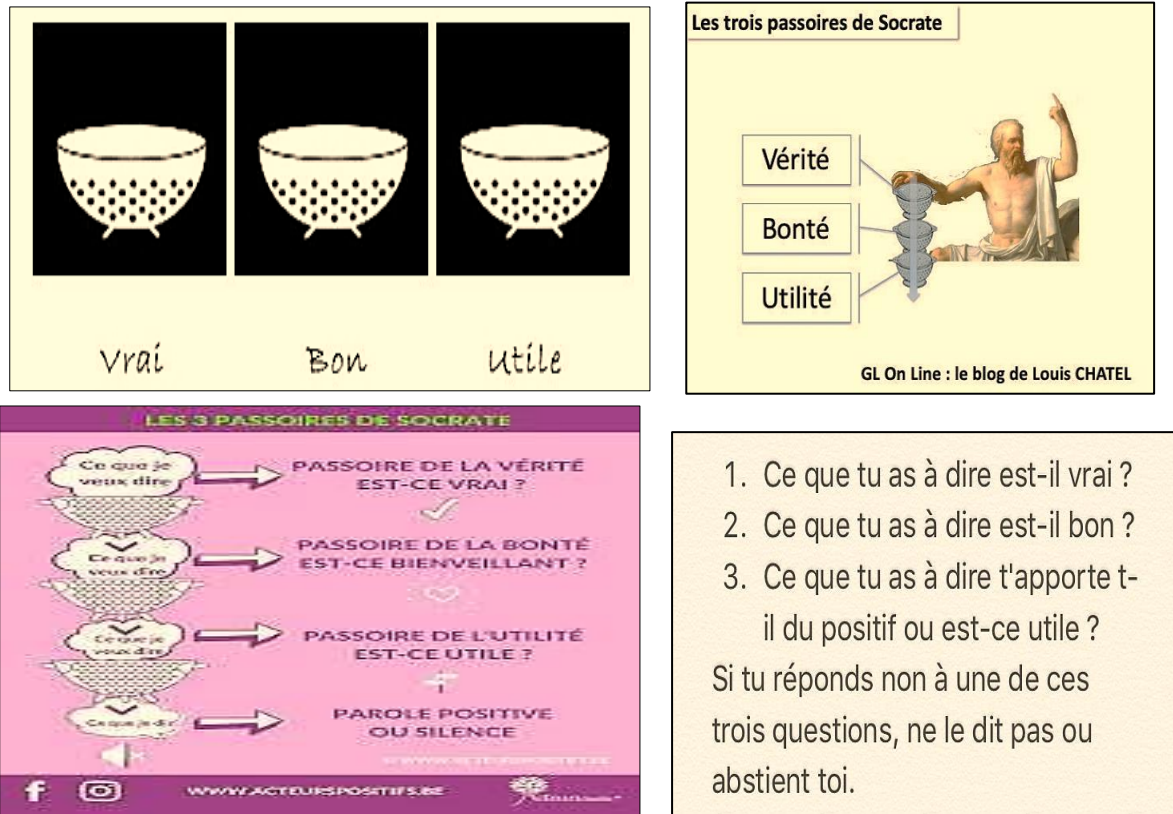 Vrai
Bon
Utile
Les trois passoires de Socrate
Vérité
Bonté
Utilité
GL On Line : le blog de Louis CHATEL
LES 3 PASSOIRES DE SOCRATE
Ce que je
veux dire
PASSOIRE DE LA VÉRITÉ
EST-CE VRAI ?
Ce que je
veux dire
PASSOIRE DE LA BONTÉ
EST-CE BIENVEILLANT ?
Ce que je
veux dire
PASSOIRE DE L'UTILITÉ
EST-CE UTILE ?
Ce que je dis
PAROLE POSITIVE
OU SILENCE
WWW.ACTEURSPOSITIFS.BE
1. Ce que tu as à dire est-il vrai ?
2. Ce que tu as à dire est-il bon ?
3. Ce que tu as à dire t'apporte t-
il du positif ou est-ce utile ?
Si tu réponds non à une de ces
trois questions, ne le dit pas ou
abstient toi.